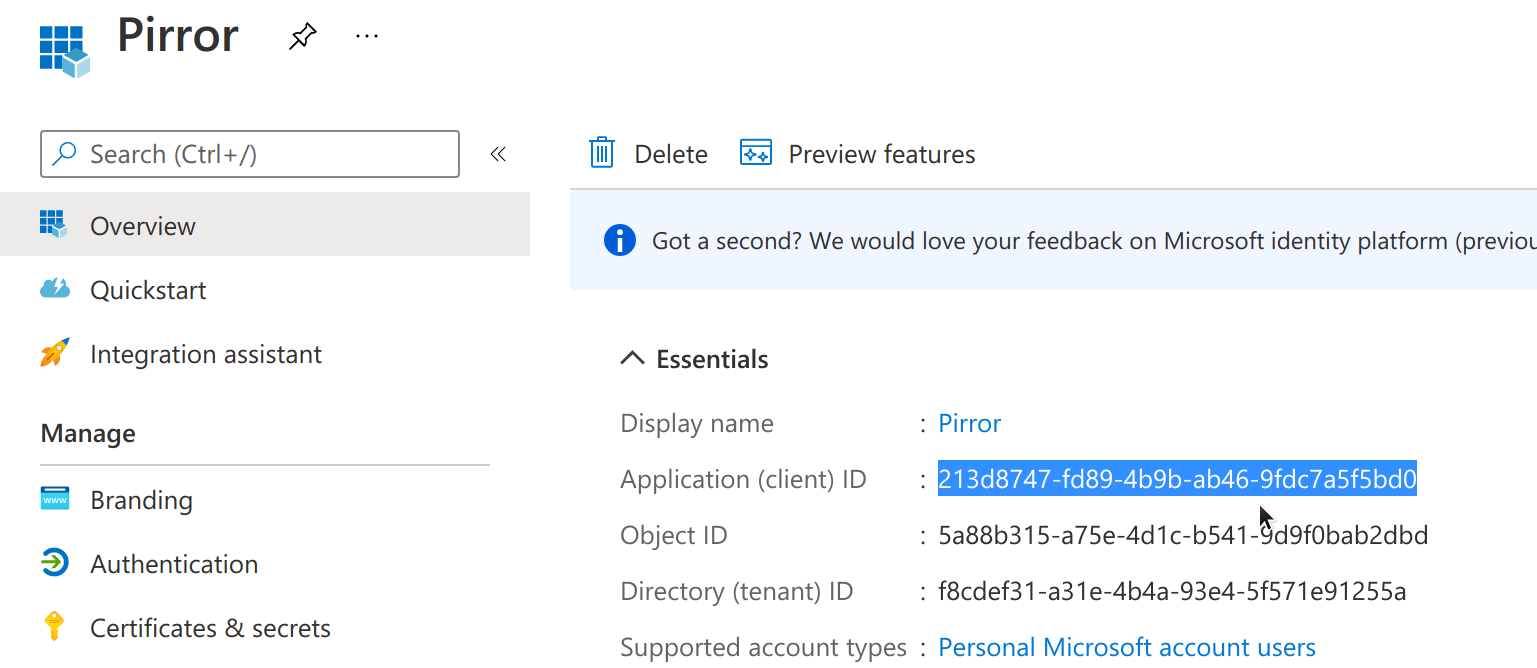 Pirror
Search (Ctrl+/)
Delete
Preview features
Overview
Got a second? We would love your feedback on Microsoft identity platform (previou
Quickstart
Integration assistant
Essentials
Manage
Display name : Pirror
Application (client) ID : 213d8747-fd89-4b9b-ab46-9fdc7a5f5bd0
Branding
Object ID : 5a88b315-a75e-4d1c-b541-9d9f0bab2dbd
Authentication
Directory (tenant) ID : f8cdef31-a31e-4b4a-93e4-5f571e91255a
Certificates & secrets
Supported account types : Personal Microsoft account users